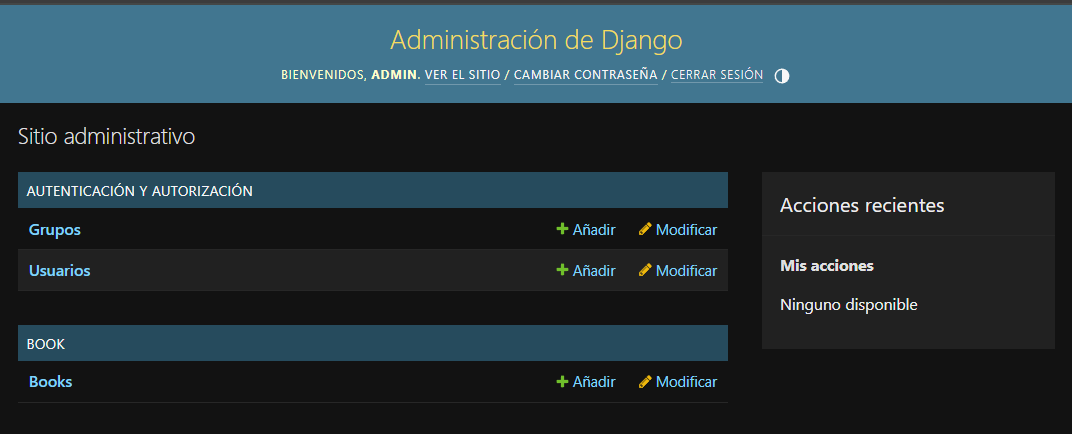 Administración de Django
BIENVENIDOS, ADMIN. VER EL SITIO / CAMBIAR CONTRASEÑA / CERRAR SESIÓN
Sitio administrativo
AUTENTICACIÓN Y AUTORIZACIÓN
Grupos Añadir Modificar
Usuarios Añadir Modificar
BOOK
Books Añadir Modificar
Acciones recientes
Mis acciones
Ninguno disponible